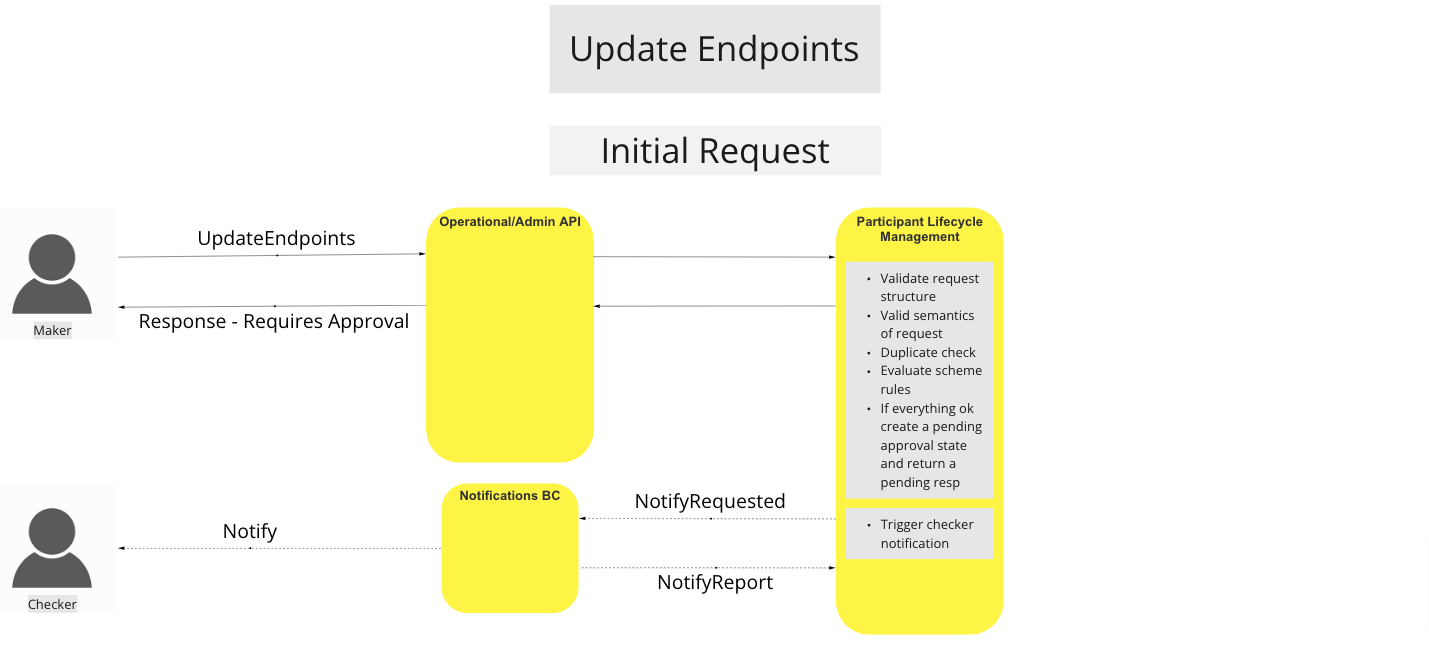 Update Endpoints
Initial Request
Operational/Admin API
Participant Lifecycle
Management
UpdateEndpoints
Response - Requires Approval
Maker
• Validate request
structure
• Valid semantics
of request
• Duplicate check
• Evaluate scheme
rules
• If everything ok
create a pending
approval state
and return a
pending resp
Notifications BC
NotifyRequested
Notify
• Trigger checker
notification
NotifyReport
Checker